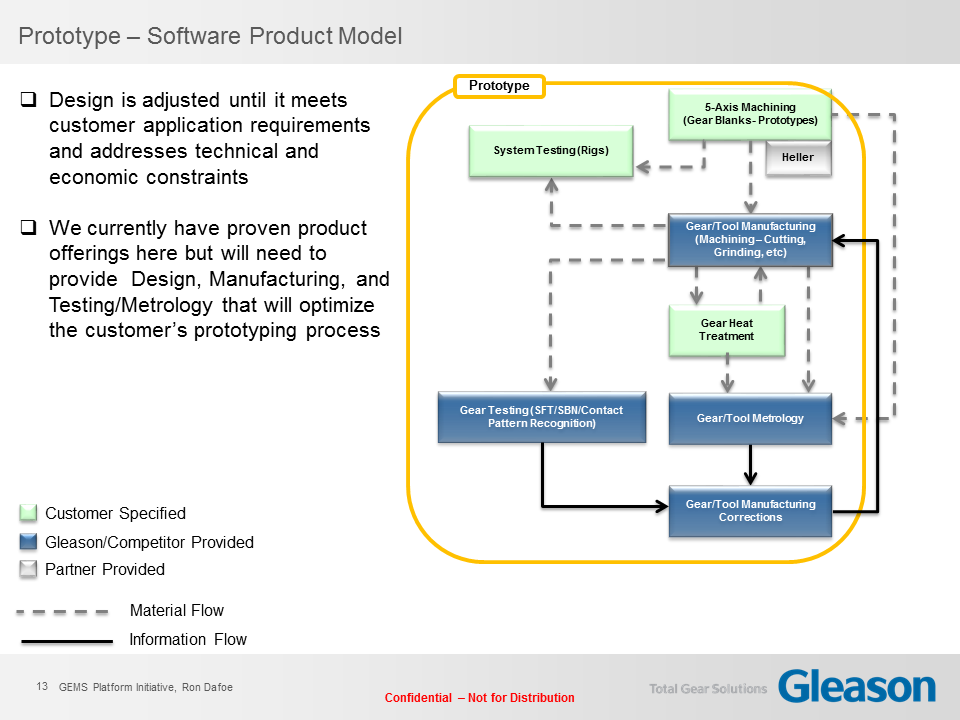 Prototype – Software Product Model
Design is adjusted until it meets
customer application requirements
and addresses technical and
economic constraints
We currently have proven product
offerings here but will need to
provide Design, Manufacturing, and
Testing/Metrology that will optimize
the customer's prototyping process
Prototype
5-Axis Machining
(Gear Blanks- Prototypes)
Heller
System Testing (Rigs)
Gear/Tool Manufacturing
(Machining – Cutting,
Grinding, etc)
Gear Heat
Treatment
Gear Testing (SFT/SBN/Contact
Pattern Recognition)
Gear/Tool Metrology
Gear/Tool Manufacturing
Corrections
Customer Specified
Gleason/Competitor Provided
Partner Provided
Material Flow
Information Flow
13 GEMS Platform Initiative, Ron Dafoe
Confidential – Not for Distribution
Total Gear Solutions
Gleason